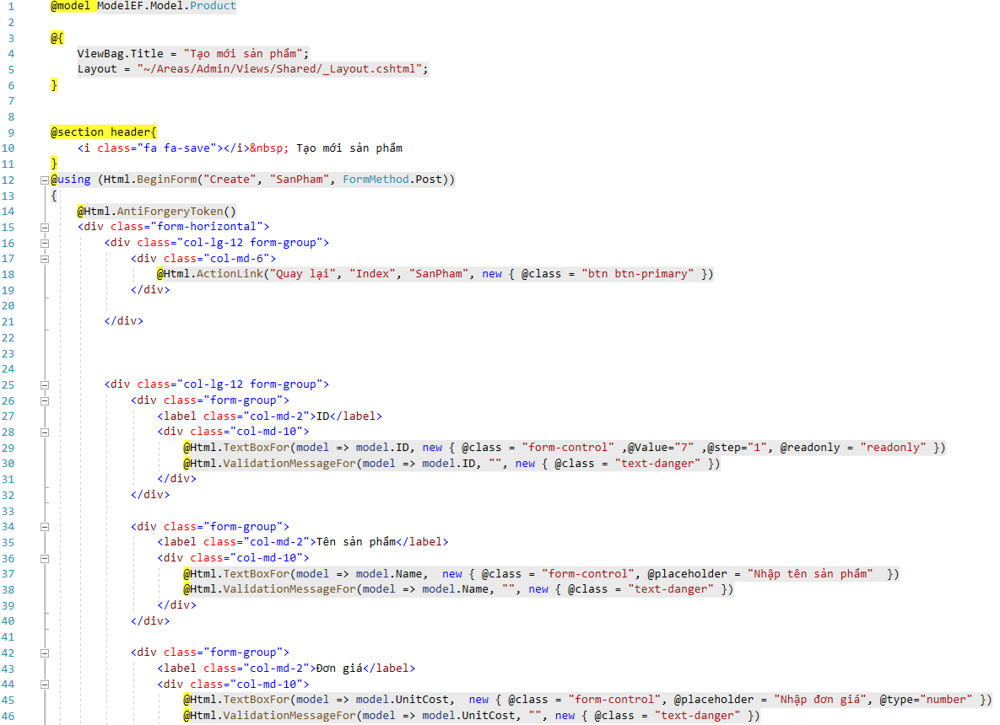 1 @model ModelEF.Model.Product
2
3 @{
4 ViewBag.Title = "Tạo mới sản phẩm";
5 Layout = "~/Areas/Admin/Views/Shared/_Layout.cshtml";
6 }
7
8
9 @section header{
10 <i class="fa fa-save"></i>&nbsp; Tạo mới sản phẩm
11 }
12 @using (Html.BeginForm("Create", "SanPham", FormMethod.Post))
13 {
14 @Html.AntiForgeryToken()
15 <div class="form-horizontal">
16 <div class="col-lg-12 form-group">
17 <div class="col-md-6">
18 @Html.ActionLink("Quay lại", "Index", "SanPham", new { @class = "btn btn-primary" })
19 </div>
20
21 </div>
22
23
24
25 <div class="col-lg-12 form-group">
26 <div class="form-group">
27 <label class="col-md-2">ID</label>
28 <div class="col-md-10">
29 @Html.TextBoxFor(model => model.ID, new { @class = "form-control" ,@Value="7" ,@step="1", @readonly = "readonly" })
30 @Html.ValidationMessageFor(model => model.ID, "", new { @class = "text-danger" })
31 </div>
32 </div>
33
34 <div class="form-group">
35 <label class="col-md-2">Tên sản phẩm</label>
36 <div class="col-md-10">
37 @Html.TextBoxFor(model => model.Name,  new { @class = "form-control", @placeholder = "Nhập tên sản phẩm"  })
38 @Html.ValidationMessageFor(model => model.Name, "", new { @class = "text-danger" })
39 </div>
40 </div>
41
42 <div class="form-group">
43 <label class="col-md-2">Đơn giá</label>
44 <div class="col-md-10">
45 @Html.TextBoxFor(model => model.UnitCost,  new { @class = "form-control", @placeholder = "Nhập đơn giá", @type="number" })
46 @Html.ValidationMessageFor(model => model.UnitCost, "", new { @class = "text-danger" })